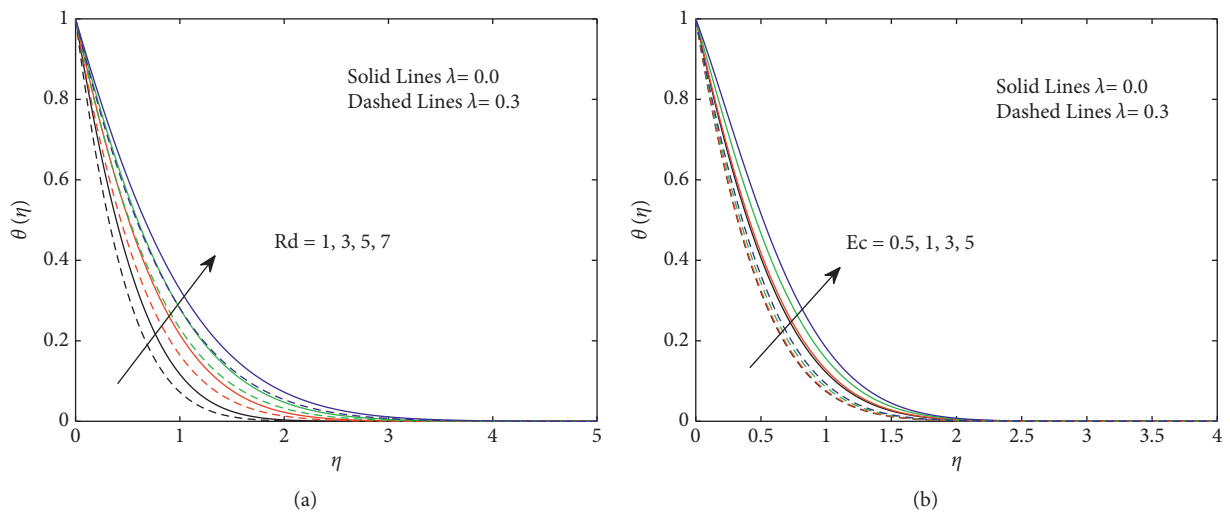 1
0.8
0.6
0.4
0.2
0
θ (η)
Solid Lines λ= 0.0
Dashed Lines λ= 0.3
Rd = 1, 3, 5, 7
0 1 2 3 4 5
η
(a)
1
0.8
0.6
0.4
0.2
0
θ (η)
Solid Lines λ= 0.0
Dashed Lines λ= 0.3
Ec = 0.5, 1, 3, 5
0 0.5 1 1.5 2 2.5 3 3.5 4
η
(b)